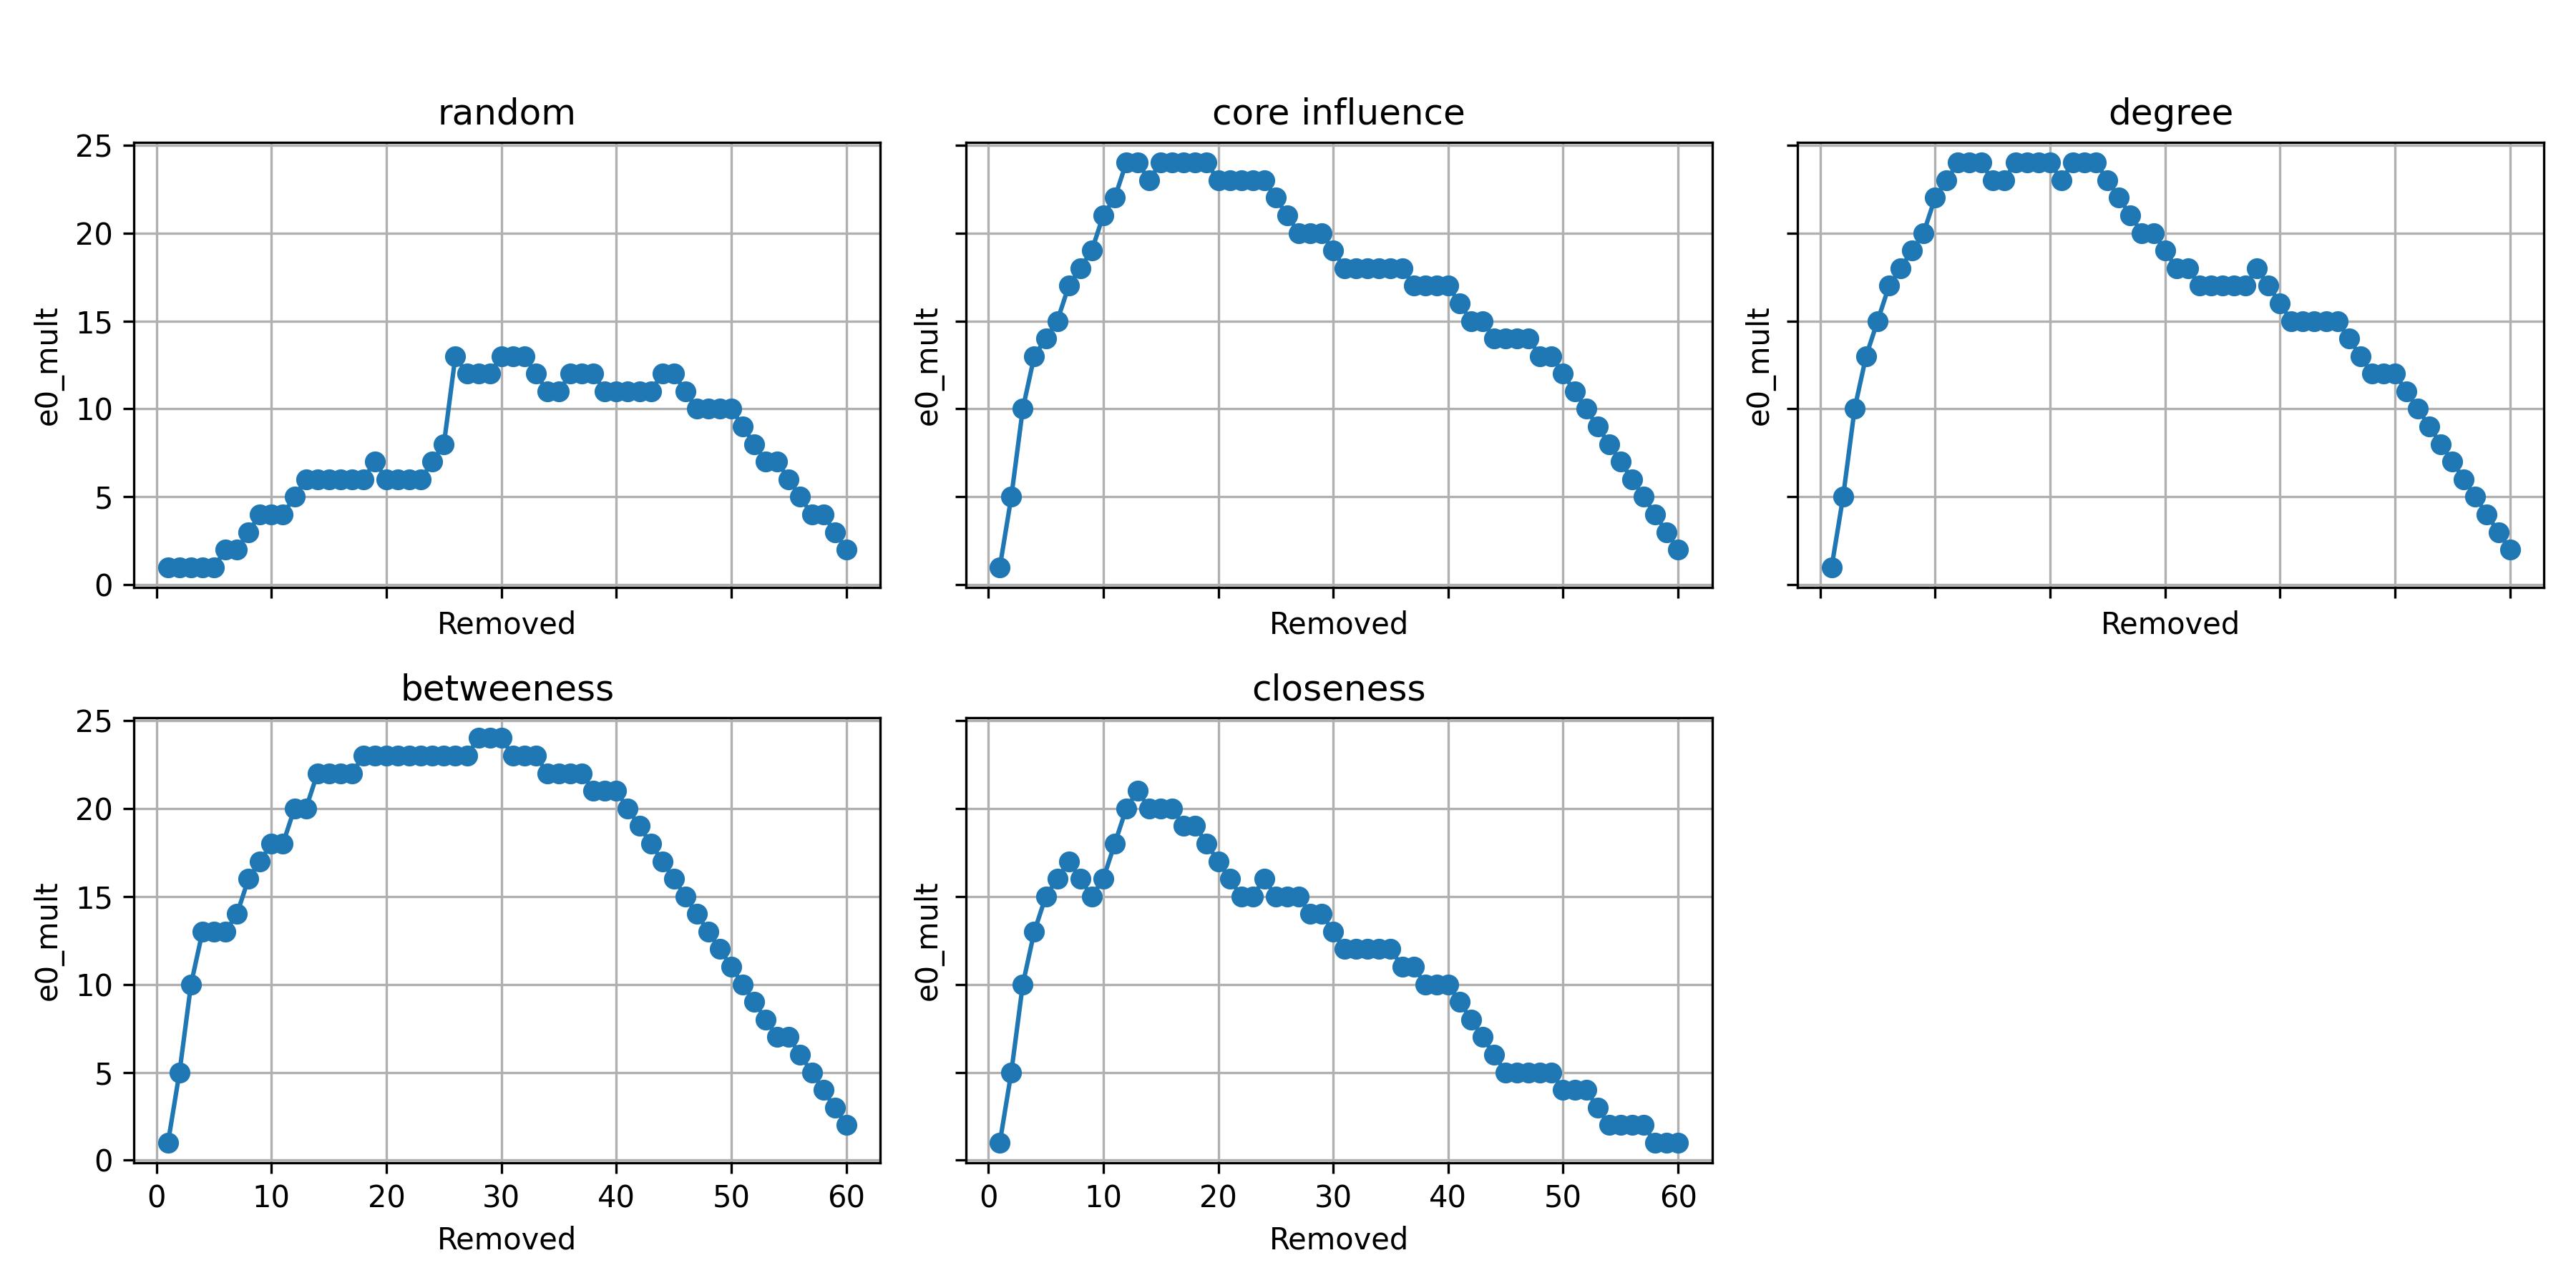 random
core influence
degree
25
20
15
10
5
0
e0_mult
e0_mult
e0_mult
Removed
Removed
Removed
betweeness
closeness
25
20
15
10
5
0
e0_mult
e0_mult
0 10 20 30 40 50 60
0 10 20 30 40 50 60
Removed
Removed